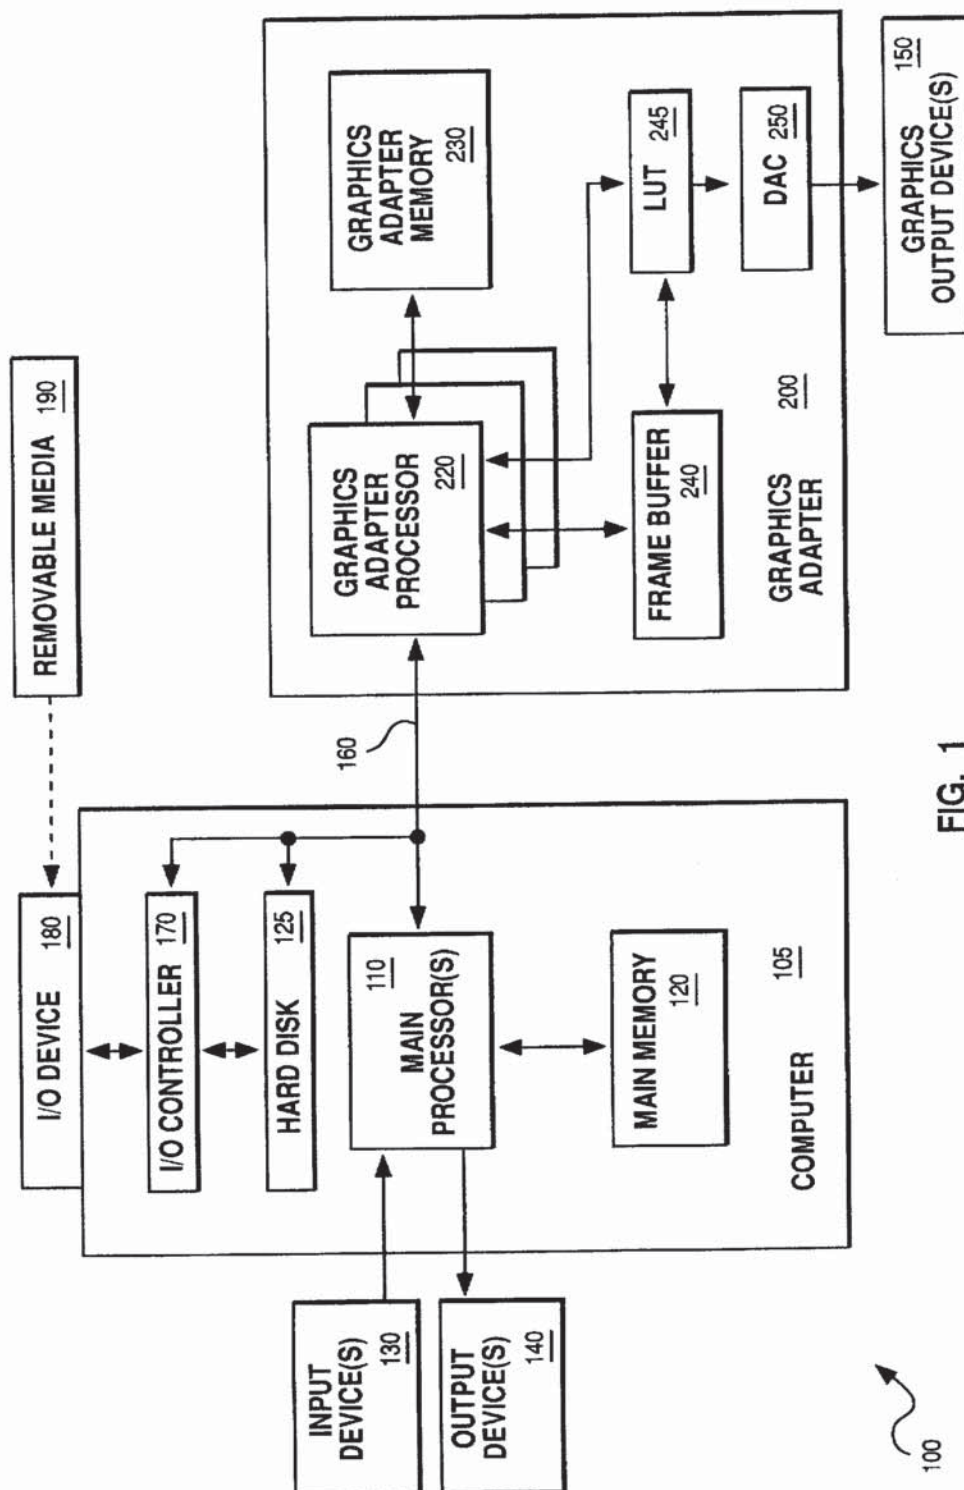 I/O DEVICE 180
REMOVABLE MEDIA 190
I/O CONTROLLER 170
HARD DISK 125
INPUT
DEVICE(S)
130
OUTPUT
DEVICE(S)
140
110
MAIN
PROCESSOR(S)
MAIN MEMORY
120
COMPUTER
105
160
GRAPHICS
ADAPTER
PROCESSOR
220
GRAPHICS
ADAPTER
MEMORY
230
FRAME BUFFER
240
LUT 245
DAC 250
GRAPHICS
ADAPTER
200
GRAPHICS 150
OUTPUT DEVICE(S)
100
FIG. 1